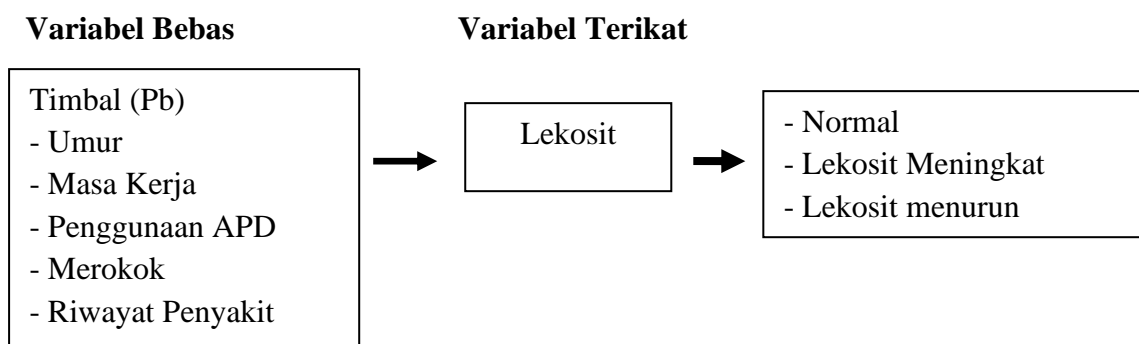 Variabel Bebas
Variabel Terikat
Timbal (Pb)
- Umur
- Masa Kerja
- Penggunaan APD
- Merokok
- Riwayat Penyakit
Lekosit
- Normal
- Lekosit Meningkat
- Lekosit menurun